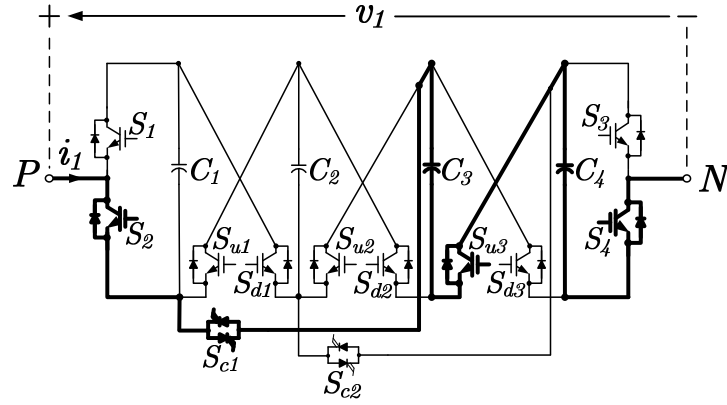 + v1 −
S1 S3
P i1 C1 C2 C3 C4 N
S2 Su1 Su2 Su3 S4
Sd1 Sd2 Sd3
Sc1
Sc2